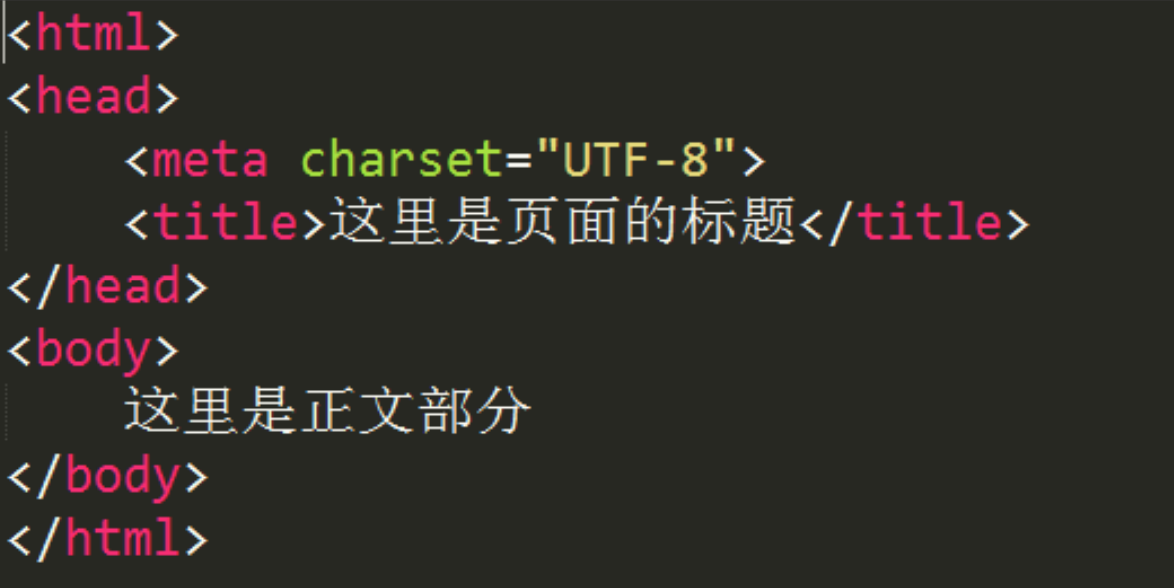 <html>
<head>
    <meta charset="UTF-8">
    <title>这里是页面的标题</title>
</head>
<body>
    这里是正文部分
</body>
</html>